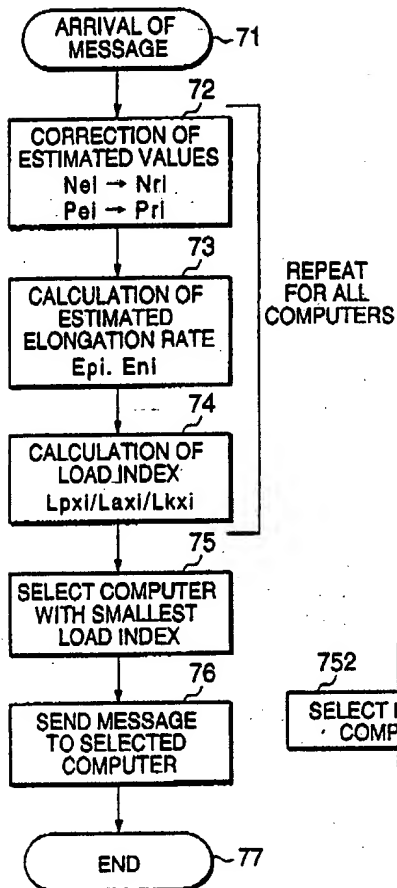 ARRIVAL OF
MESSAGE
71
72
CORRECTION OF
ESTIMATED VALUES
Nei → Nri
Pei → Pri
73
CALCULATION OF
ESTIMATED
ELONGATION RATE
Epi. Eni
REPEAT
FOR ALL
COMPUTERS
74
CALCULATION OF
LOAD INDEX
Lpxi/Laxi/Lkxi
75
SELECT COMPUTER
WITH SMALLEST
LOAD INDEX
76
SEND MESSAGE
TO SELECTED
COMPUTER
752
SELECT
COMP
END
77